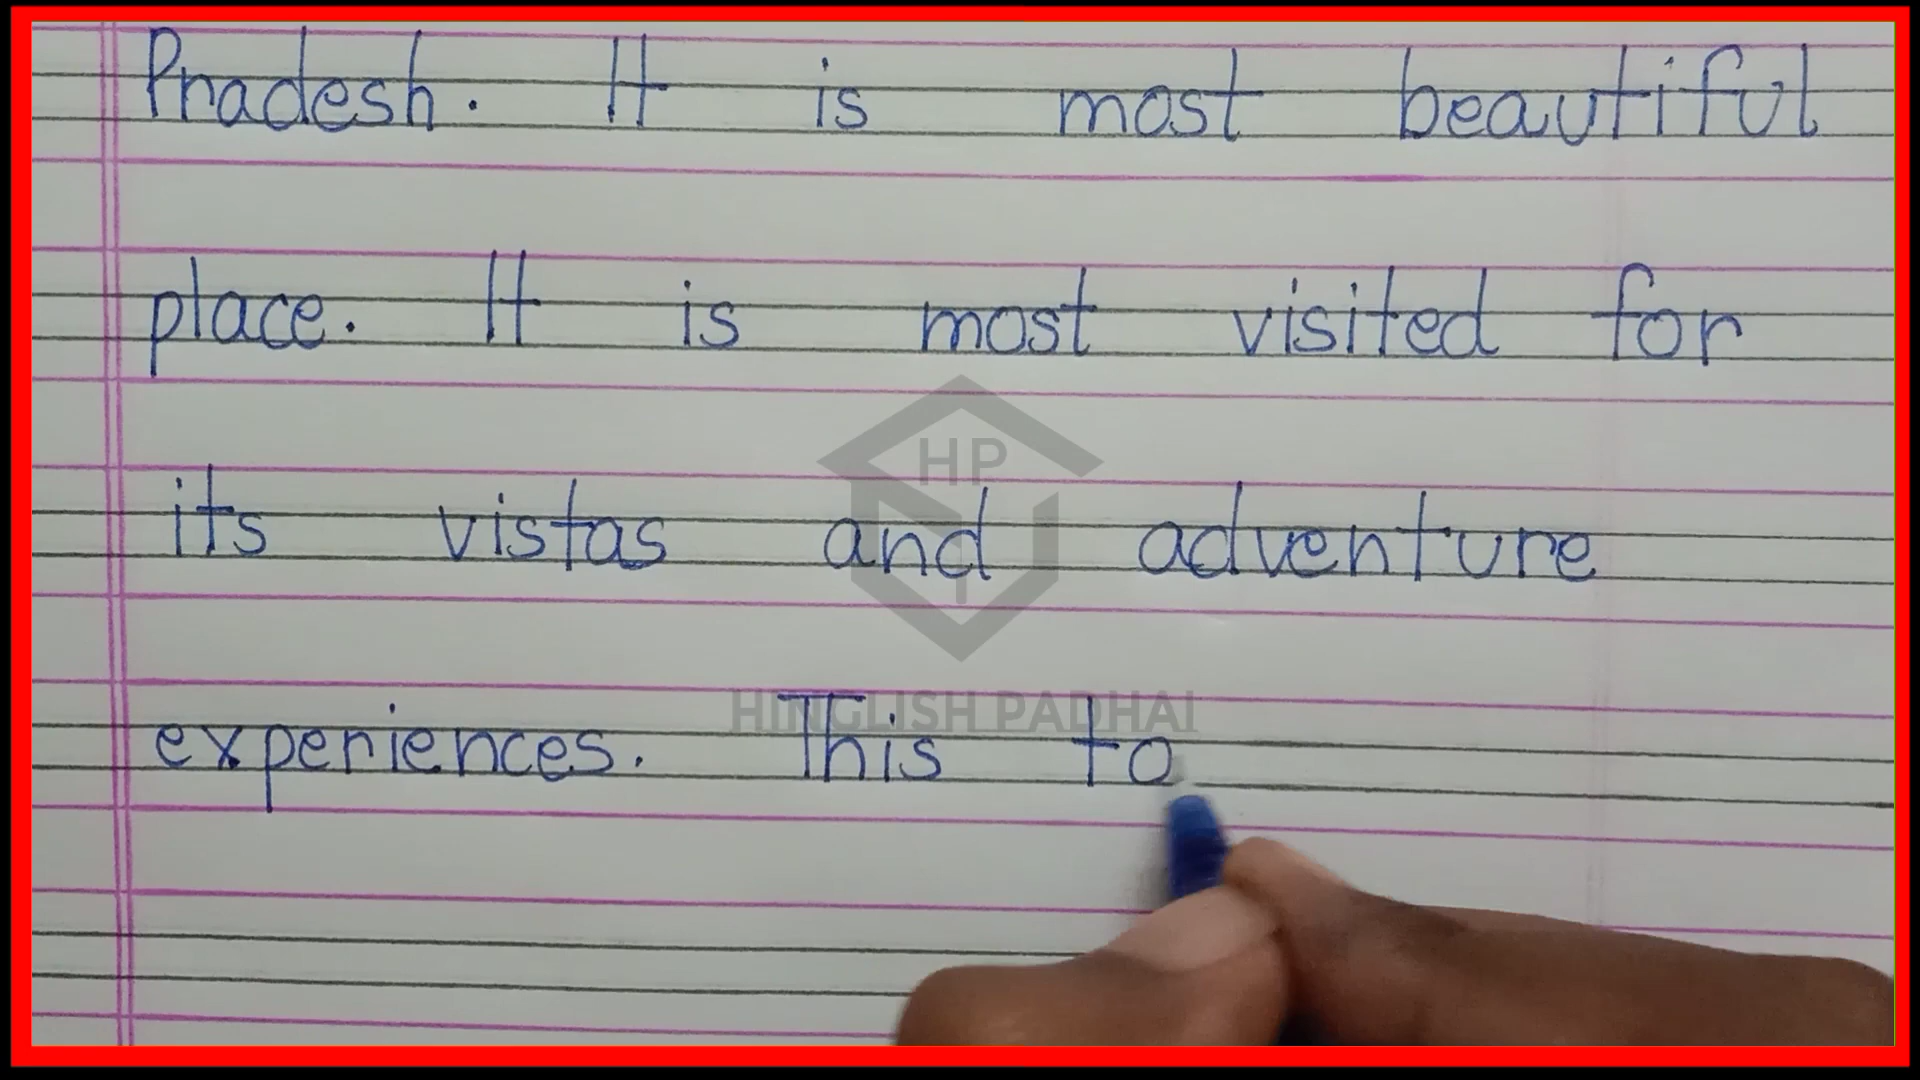 Pradesh. It is most beautiful
place. It is most visited for
its vistas and adventure
HP
experiences. This to
HINGLISH PADHAI